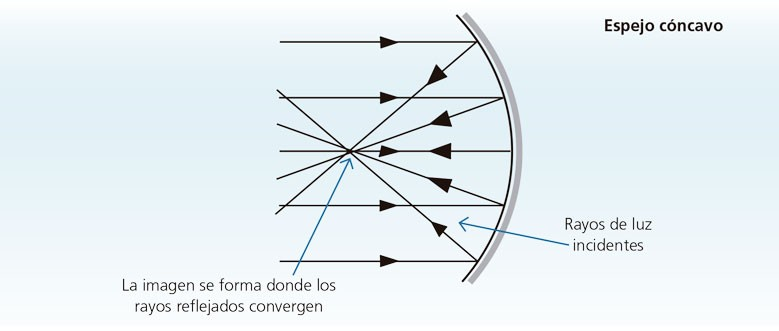 Espejo cóncavo
Rayos de luz
incidentes
La imagen se forma donde los
rayos reflejados convergen